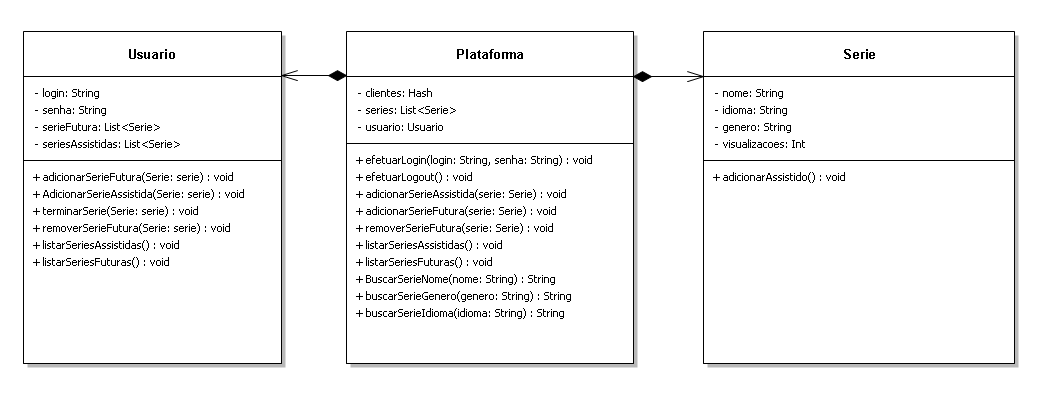 Usuario
- login: String
- senha: String
- serieFutura: List<Serie>
- seriesAssistidas: List<Serie>
+ adicionarSerieFutura(Serie: serie) : void
+ AdicionarSerieAssistida(Serie: serie) : void
+ terminarSerie(Serie: serie) : void
+ removerSerieFutura(Serie: serie) : void
+ listarSeriesAssistidas() : void
+ listarSeriesFuturas() : void
Plataforma
- clientes: Hash
- series: List<Serie>
- usuario: Usuario
+ efetuarLogin(login: String, senha: String) : void
+ efetuarLogout() : void
+ adicionarSerieAssistida(serie: Serie) : void
+ adicionarSerieFutura(serie: Serie) : void
+ removerSerieFutura(serie: Serie) : void
+ listarSeriesAssistidas() : void
+ listarSeriesFuturas() : void
+ BuscarSerieNome(nome: String) : String
+ buscarSerieGenero(genero: String) : String
+ buscarSerieIdioma(idioma: String) : String
Serie
- nome: String
- idioma: String
- genero: String
- visualizacoes: Int
+ adicionarAssistido() : void